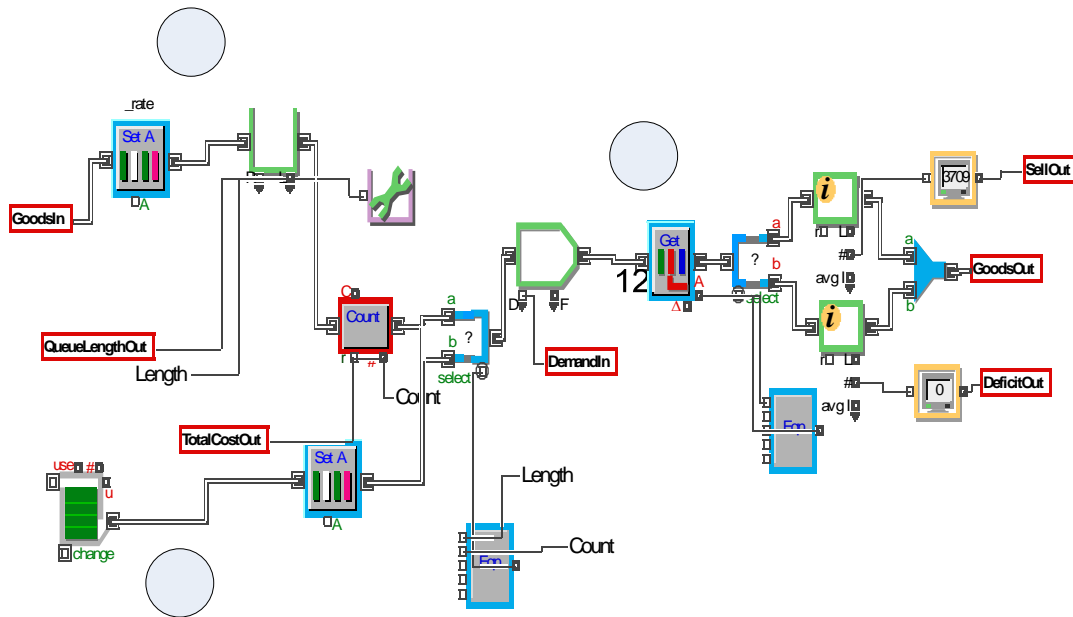 _rate
Set A
A
GoodsIn
QueueLengthOut
Length
C
Count
r
#
Count
TotalCostOut
Set A
A
use
#
u
change
a
b
?
select
D
F
DemandIn
12
Get
A
Δ
a
?
b
select
i
r
L
#
avg l
i
r
L
#
avg l
3709
SellOut
a
b
GoodsOut
0
DeficitOut
Eqn
Length
Count
Eqn